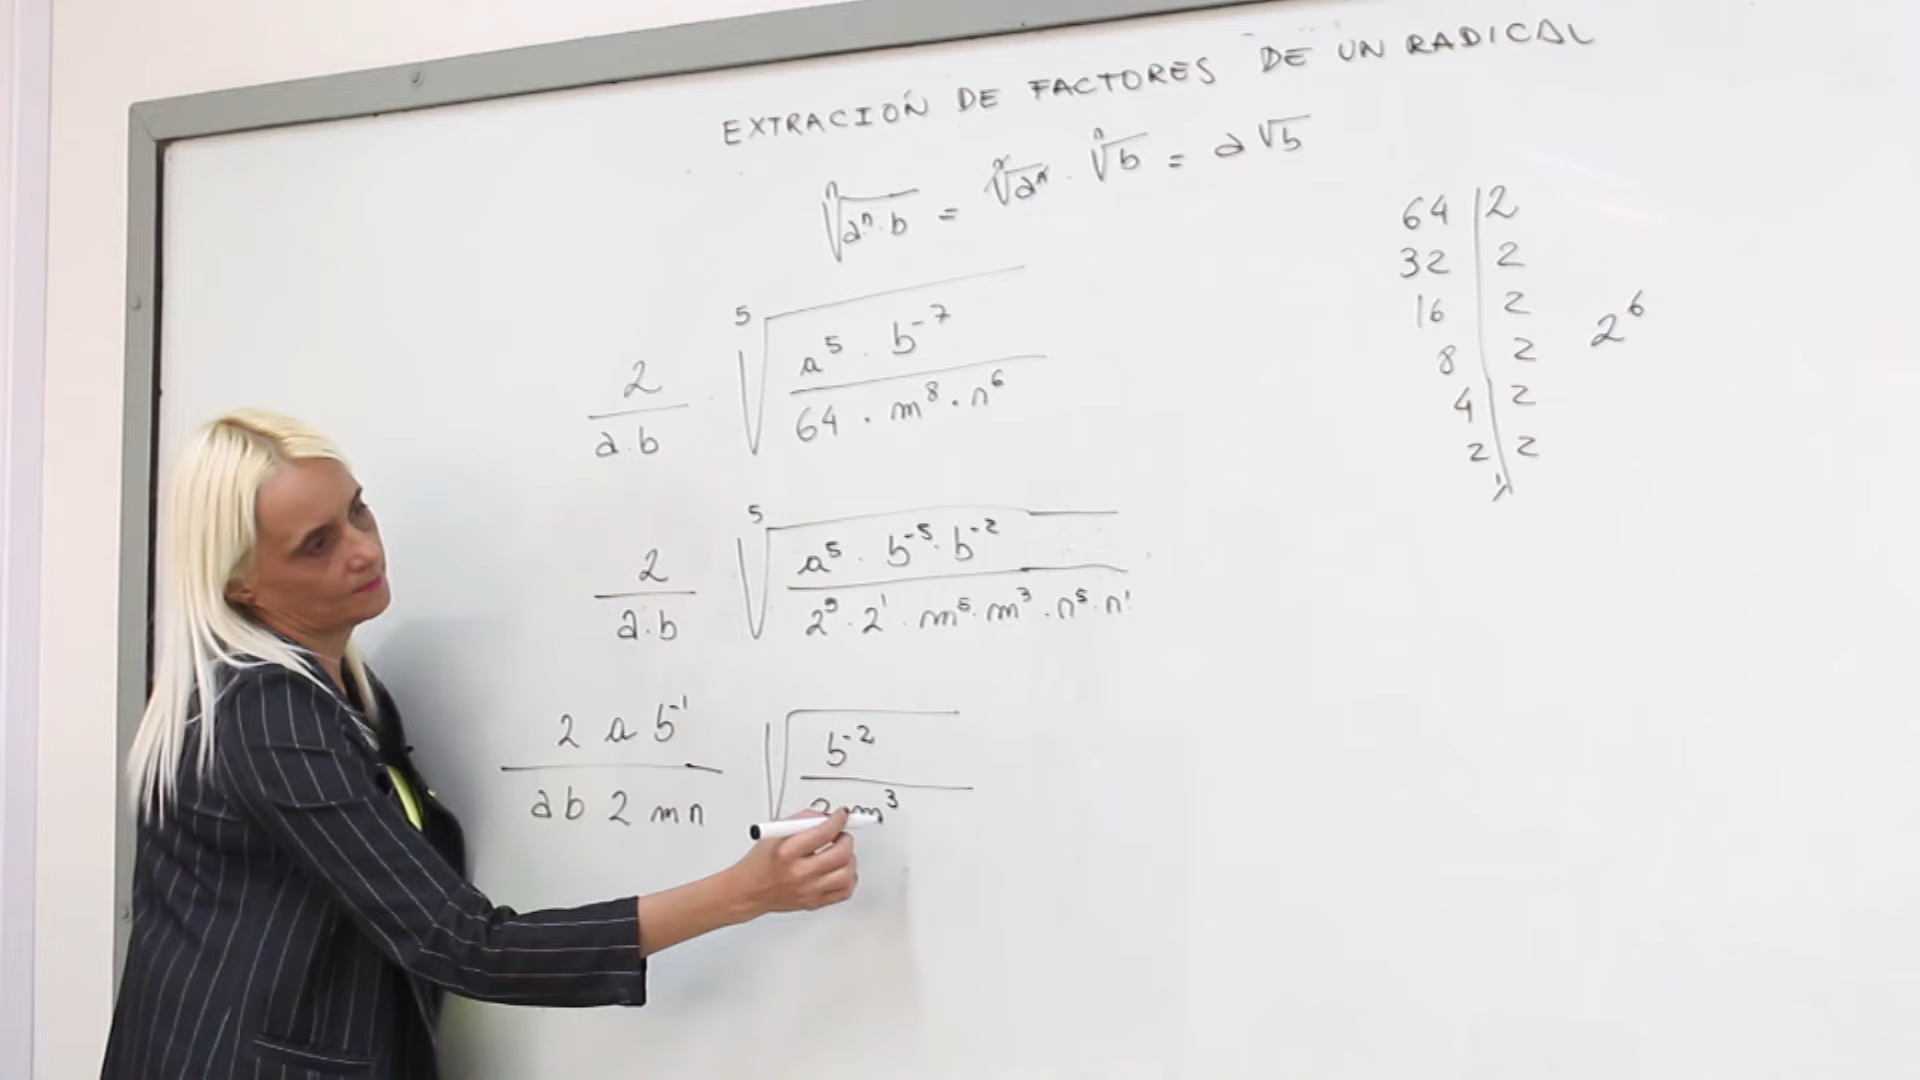 EXTRACIÓN DE FACTORES DE UN RADICAL
ⁿ√(aⁿ · b) = ⁿ√aⁿ · ⁿ√b = a √b
2/(a·b) · ⁵√((a⁵ · b⁻⁷)/(64 · m⁸ · n⁶))
2/(a·b) ⁵√((a⁵ · b⁻⁵ · b⁻²)/(2⁵ · 2¹ · m⁵ · m³ · n⁵ · n¹))
(2 a b⁻¹)/(a b 2 m n) √(b⁻²/(2 · m³))
64 | 2
32 | 2
16 | 2
8 | 2
4 | 2
2 | 2
1
2⁶